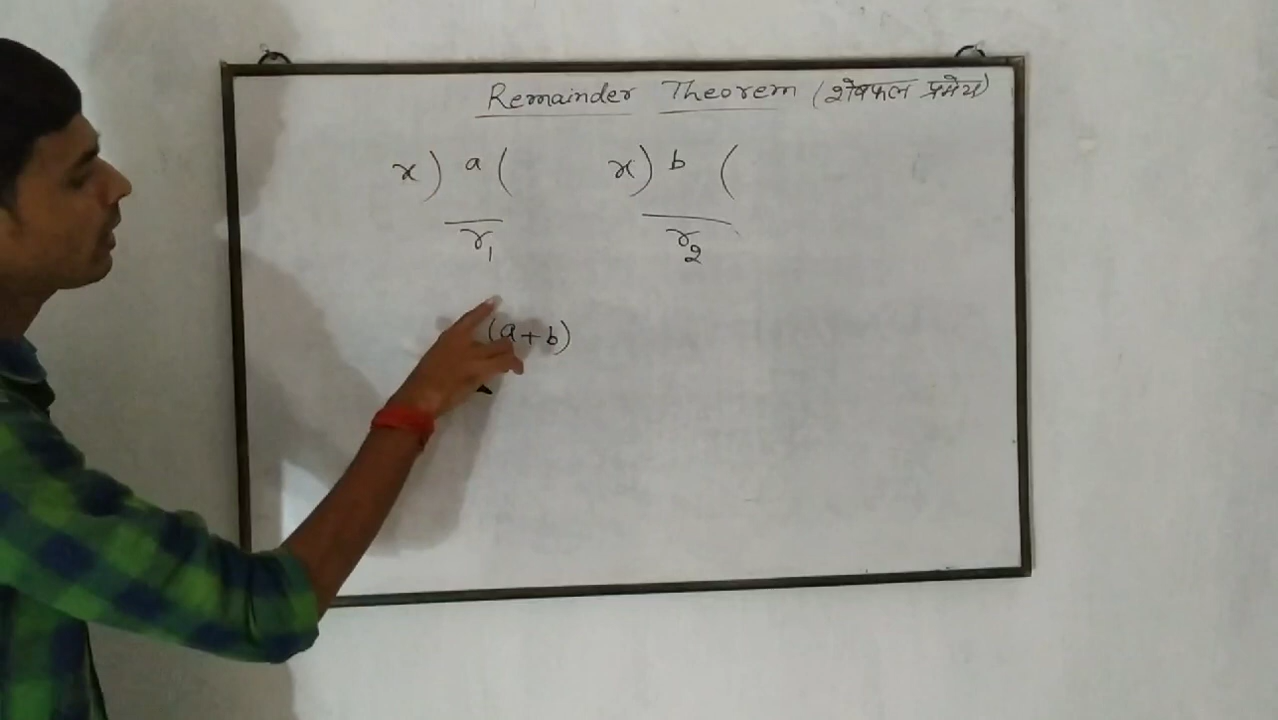 Remainder Theorem (शेषफल प्रमेय)
x) a ( x) b (
r₁ r₂
(a+b)